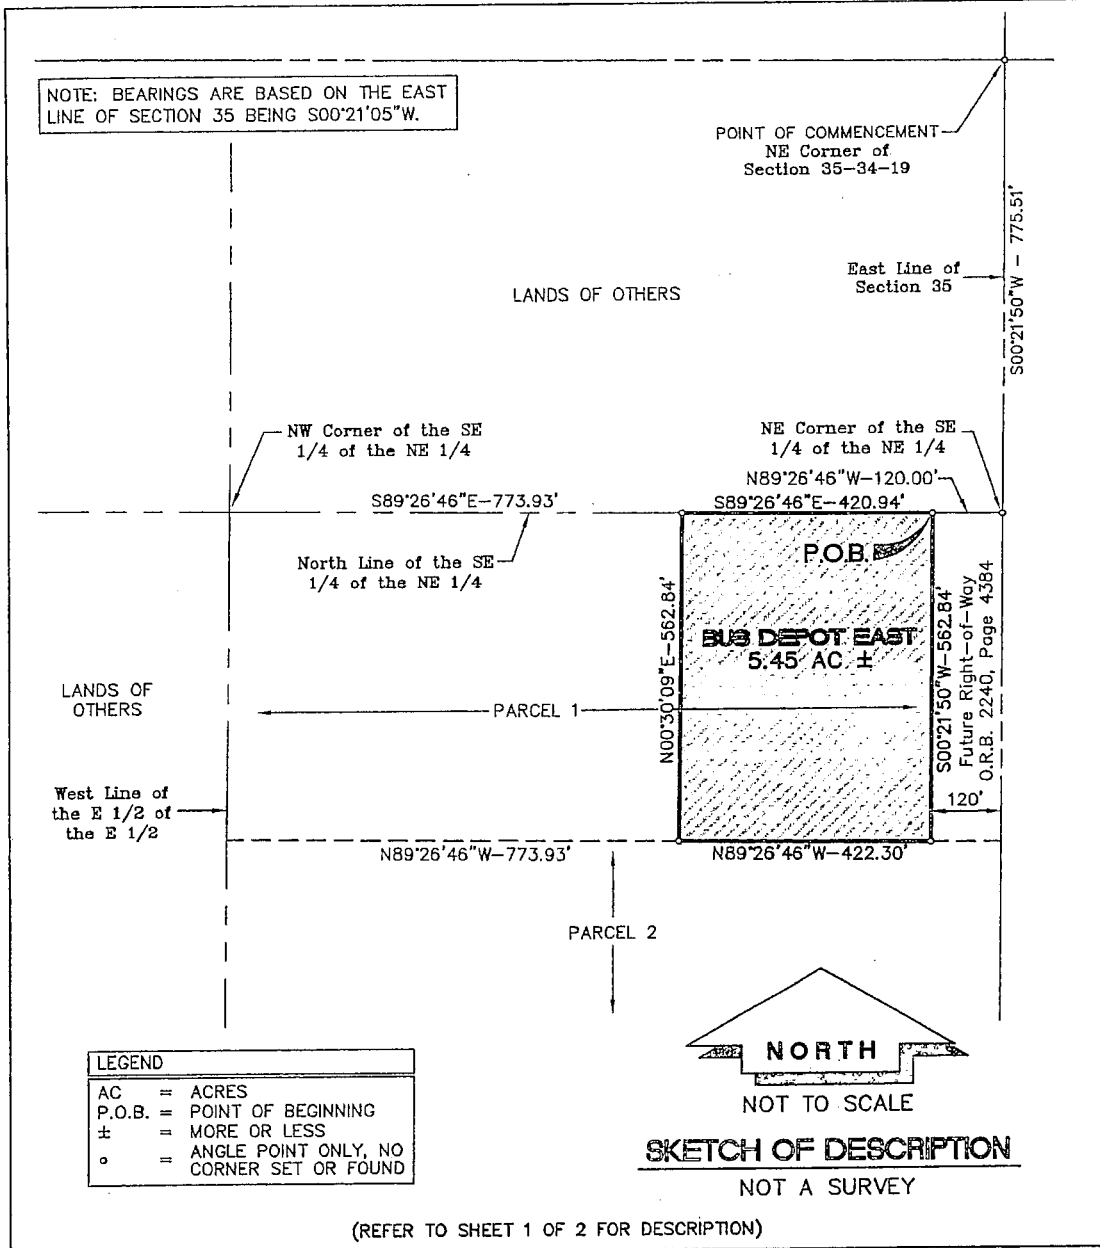 NOTE: BEARINGS ARE BASED ON THE EAST
LINE OF SECTION 35 BEING S00°21'05"W.
POINT OF COMMENCEMENT
NE Corner of
Section 35-34-19
S00°21'50"W - 775.51'
East Line of
Section 35
LANDS OF OTHERS
NW Corner of the SE
1/4 of the NE 1/4
NE Corner of the SE
1/4 of the NE 1/4
N89°26'46"W-120.00'
S89°26'46"E-773.93'
S89°26'46"E-420.94'
North Line of the SE
1/4 of the NE 1/4
P.O.B.
N00°30'09"E-562.84'
BUS DEPOT EAST
5.45 AC ±
S00°21'50"W-562.84'
Future Right-of-Way
O.R.B. 2240, Page 4384
LANDS OF
OTHERS
PARCEL 1
West Line of
the E 1/2 of
the E 1/2
120'
N89°26'46"W-773.93'
N89°26'46"W-422.30'
PARCEL 2
NORTH
NOT TO SCALE
LEGEND
AC = ACRES
P.O.B. = POINT OF BEGINNING
± = MORE OR LESS
o = ANGLE POINT ONLY, NO
CORNER SET OR FOUND
SKETCH OF DESCRIPTION
NOT A SURVEY
(REFER TO SHEET 1 OF 2 FOR DESCRIPTION)